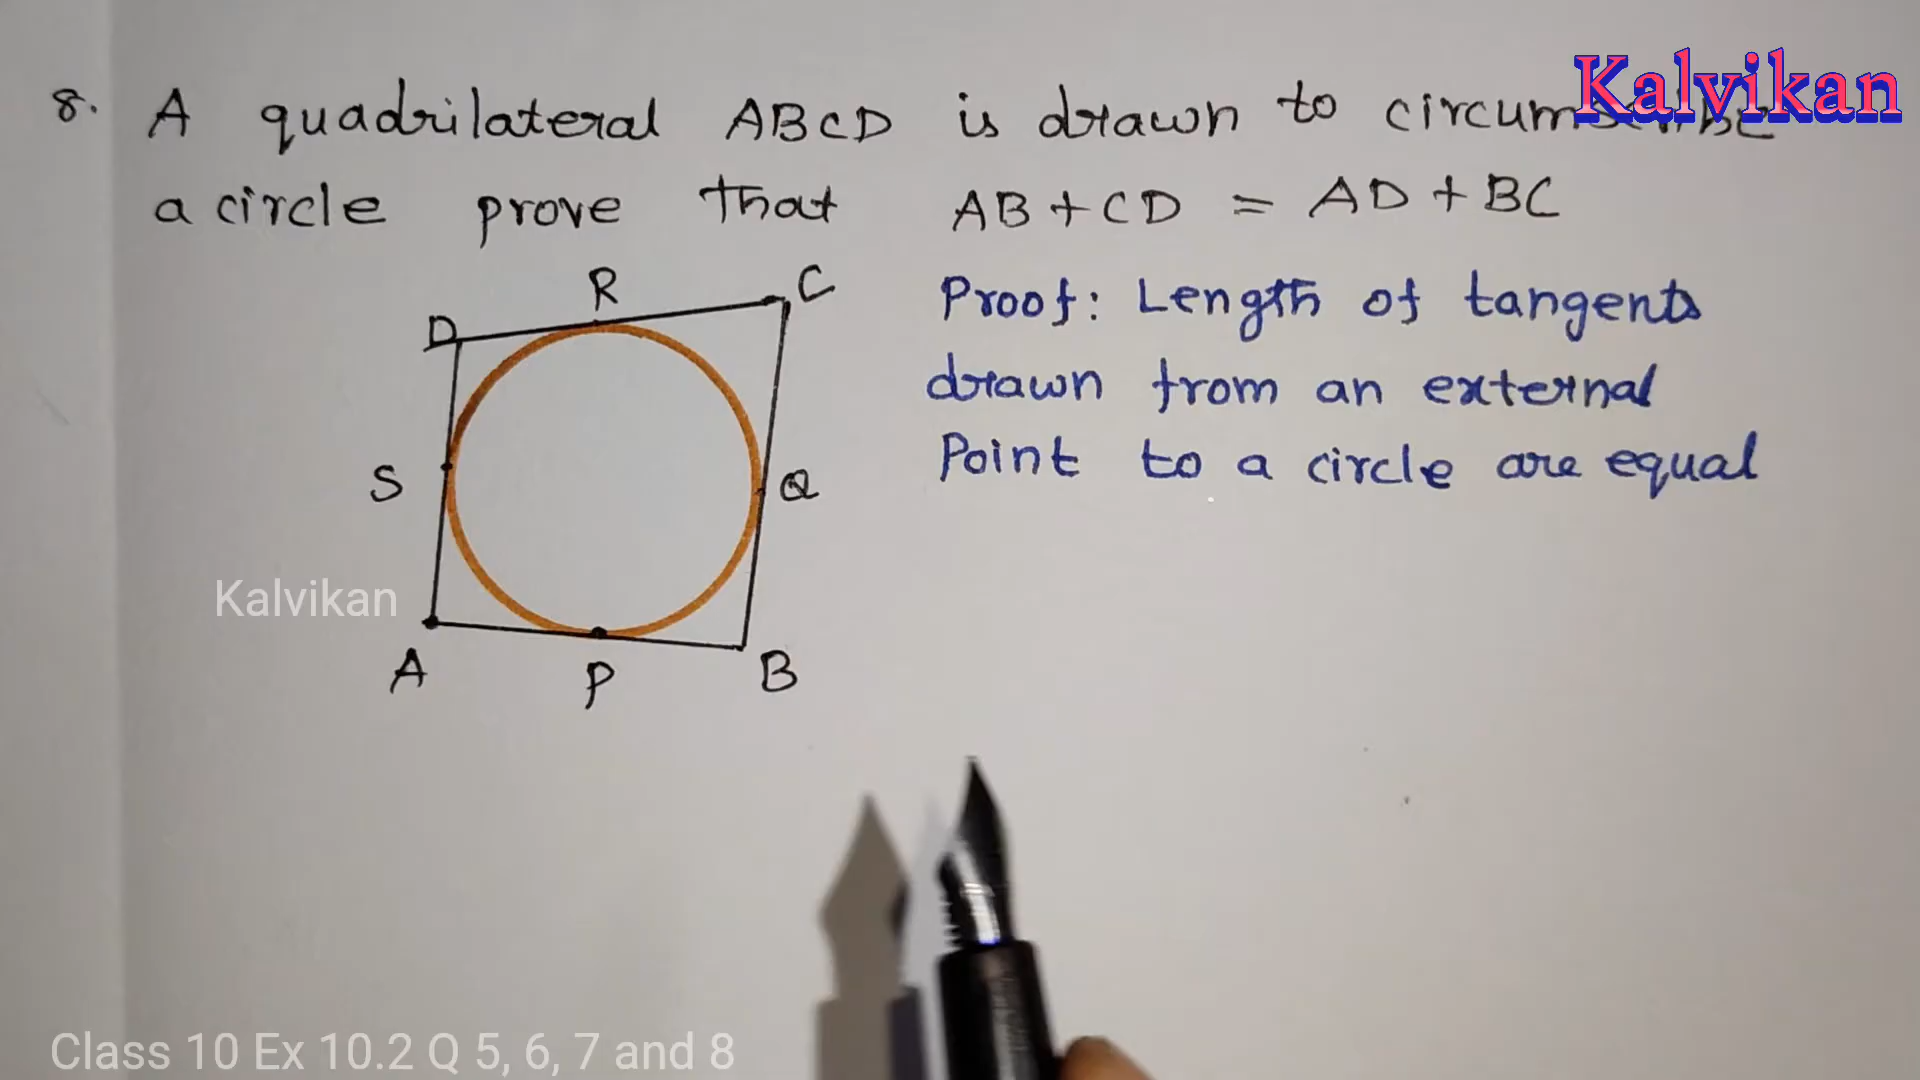 Kalvikan
8. A quadrilateral ABCD is drawn to circumscribe
a circle prove that AB + CD = AD + BC
R
C
D
Proof: Length of tangents
drawn from an external
Point to a circle are equal
S
Q
Kalvikan
A
P
B
Class 10 Ex 10.2 Q 5, 6, 7 and 8